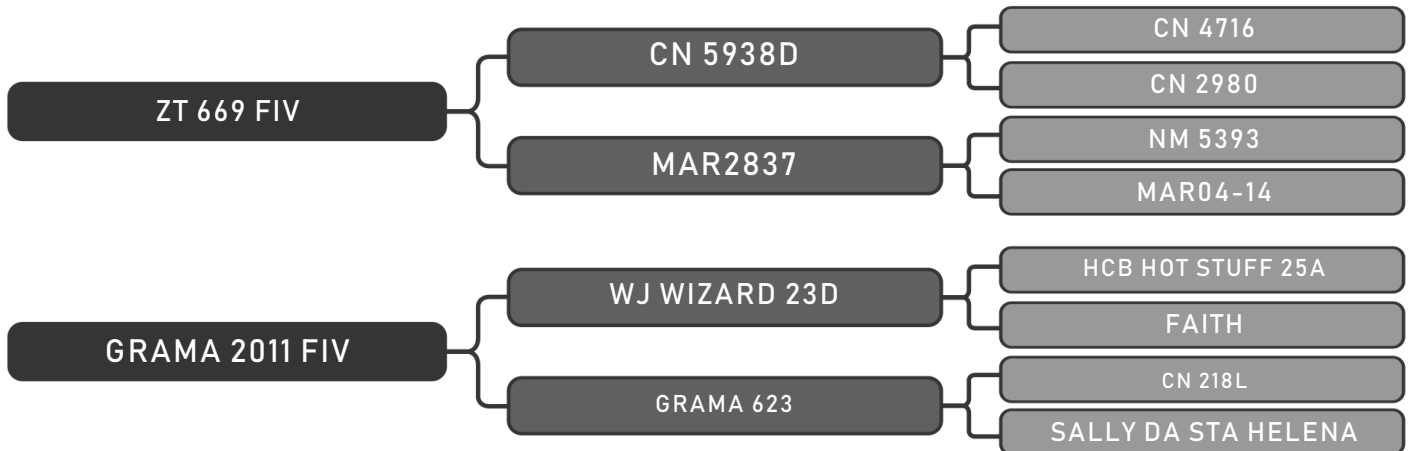 ZT 669 FIV
CN 5938D
CN 4716
CN 2980
MAR2837
NM 5393
MAR04-14
GRAMA 2011 FIV
WJ WIZARD 23D
HCB HOT STUFF 25A
FAITH
GRAMA 623
CN 218L
SALLY DA STA HELENA